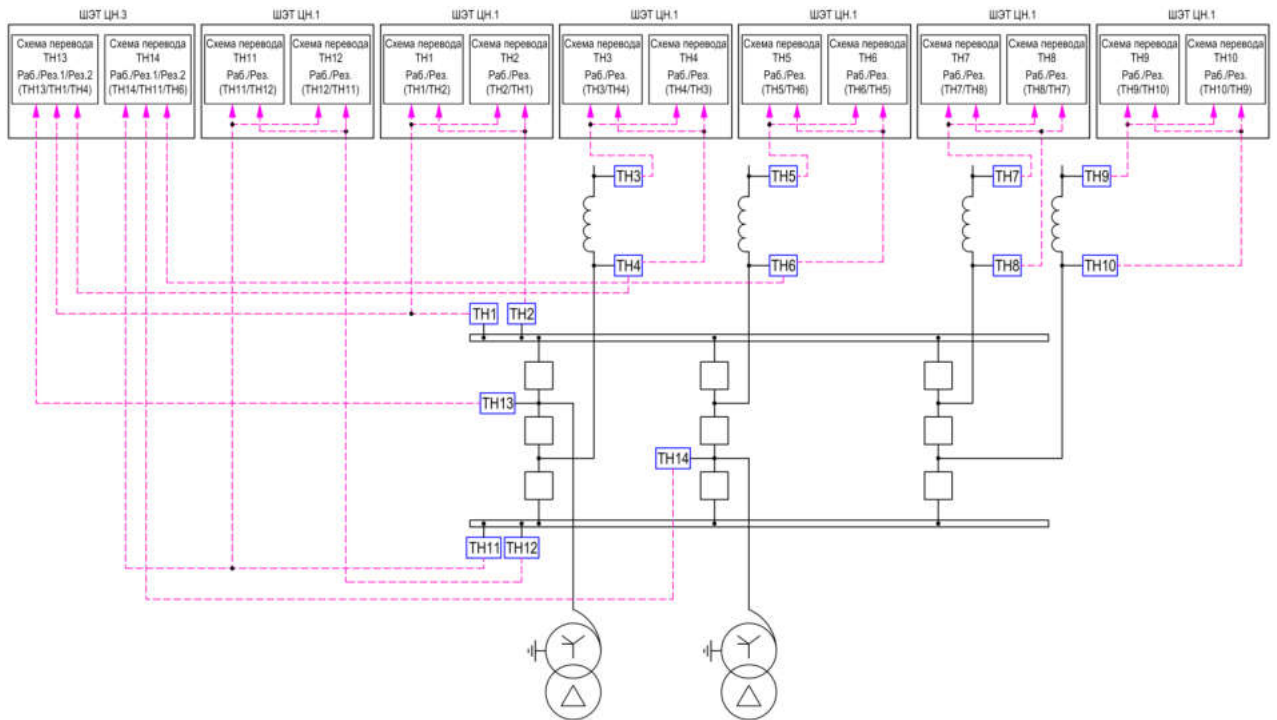 ШЭТ ЦН.3
ШЭТ ЦН.1
ШЭТ ЦН.1
ШЭТ ЦН.1
ШЭТ ЦН.1
ШЭТ ЦН.1
ШЭТ ЦН.1
Схема перевода
ТН13
Раб./Рез.1/Рез.2
(ТН13/ТН1/ТН4)
Схема перевода
ТН14
Раб./Рез.1/Рез.2
(ТН14/ТН11/ТН6)
Схема перевода
ТН11
Раб./Рез.
(ТН11/ТН12)
Схема перевода
ТН12
Раб./Рез.
(ТН12/ТН11)
Схема перевода
ТН1
Раб./Рез.
(ТН1/ТН2)
Схема перевода
ТН2
Раб./Рез.
(ТН2/ТН1)
Схема перевода
ТН3
Раб./Рез.
(ТН3/ТН4)
Схема перевода
ТН4
Раб./Рез.
(ТН4/ТН3)
Схема перевода
ТН5
Раб./Рез.
(ТН5/ТН6)
Схема перевода
ТН6
Раб./Рез.
(ТН6/ТН5)
Схема перевода
ТН7
Раб./Рез.
(ТН7/ТН8)
Схема перевода
ТН8
Раб./Рез.
(ТН8/ТН7)
Схема перевода
ТН9
Раб./Рез.
(ТН9/ТН10)
Схема перевода
ТН10
Раб./Рез.
(ТН10/ТН9)
ТН3
ТН5
ТН7
ТН9
ТН4
ТН6
ТН8
ТН10
ТН1
ТН2
ТН13
ТН14
ТН11
ТН12